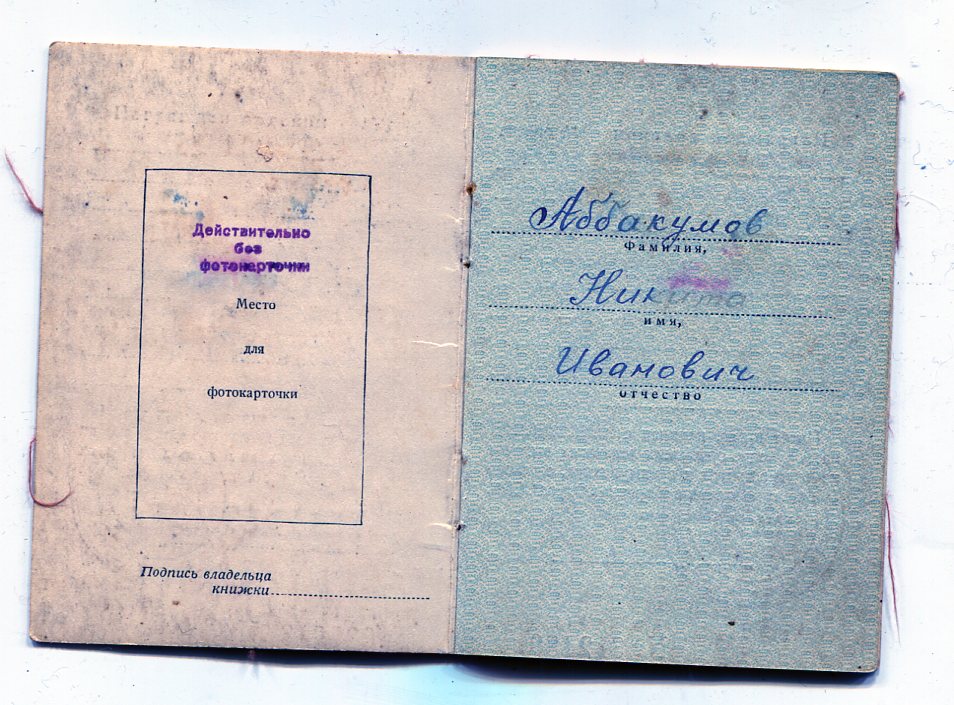 Действительно
без
фотокарточки
Место
для
фотокарточки
Подпись владельца
книжки
Аббакумов
Фамилия,
Никита
имя,
Иванович
отчество